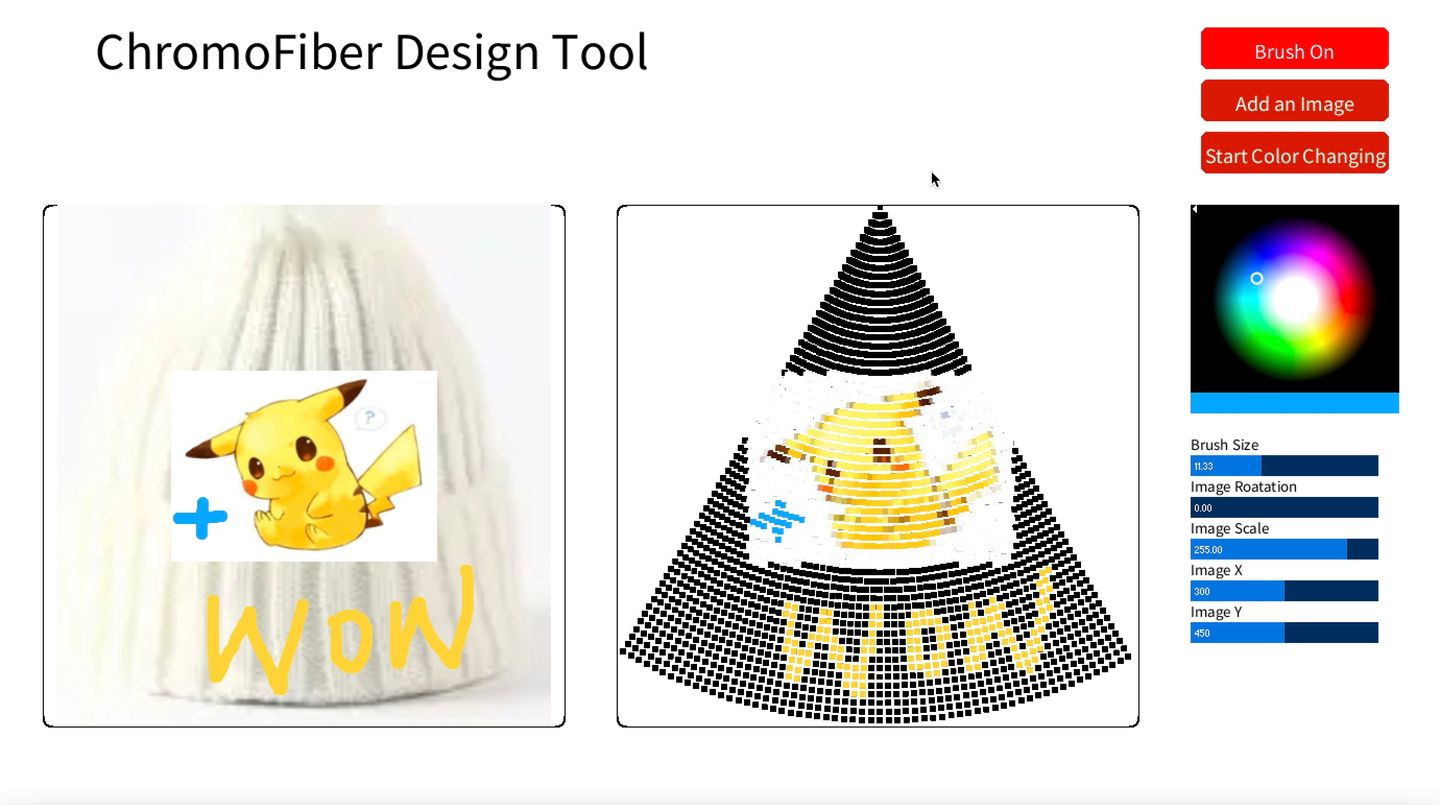 ChromoFiber Design Tool
Brush On
Add an Image
Start Color Changing
?
+
WoW
WOW
Brush Size
11.33
Image Roatation
0.00
Image Scale
255.00
Image X
300
Image Y
450